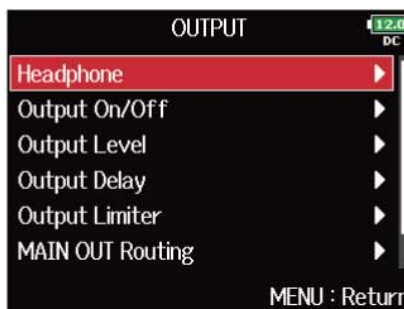 OUTPUT
12.0
DC
Headphone
Output On/Off
Output Level
Output Delay
Output Limiter
MAIN OUT Routing
MENU : Return